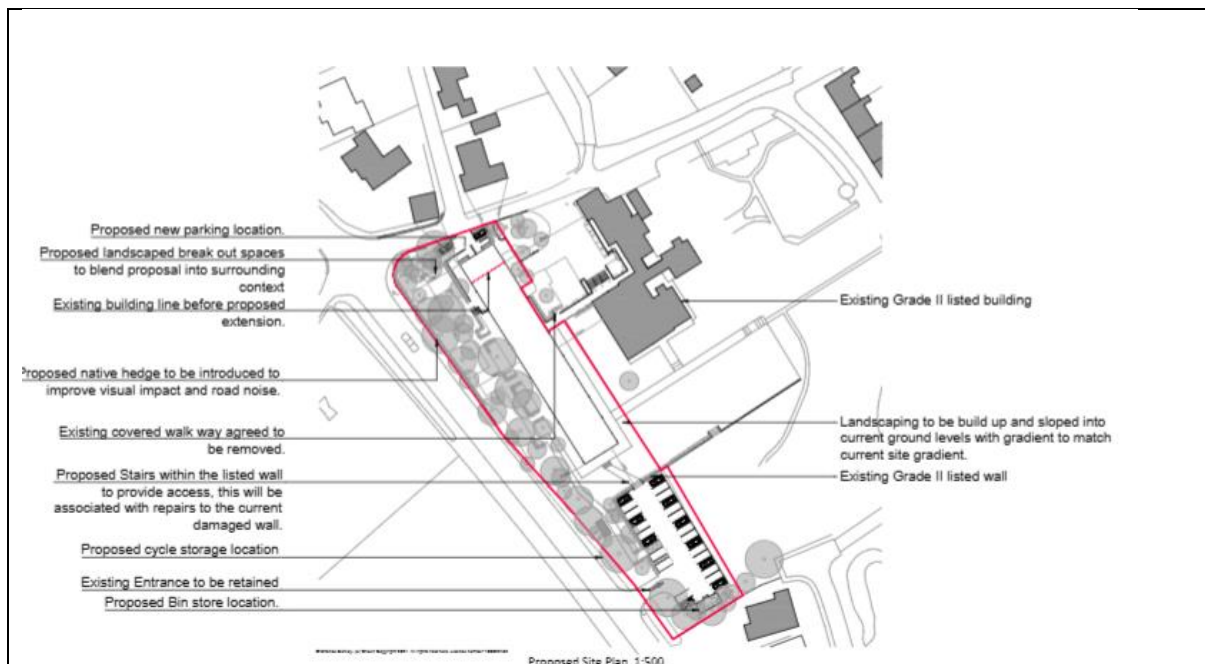 Proposed new parking location.
Proposed landscaped break out spaces
to blend proposal into surrounding
context
Existing building line before proposed
extension.
Proposed native hedge to be introduced to
improve visual impact and road noise.
Existing covered walk way agreed to
be removed.
Proposed Stairs within the listed wall
to provide access, this will be
associated with repairs to the current
damaged wall.
Proposed cycle storage location
Existing Entrance to be retained
Proposed Bin store location.
Existing Grade II listed building
Landscaping to be build up and sloped into
current ground levels with gradient to match
current site gradient.
Existing Grade II listed wall
Proposed Site Plan 1:500